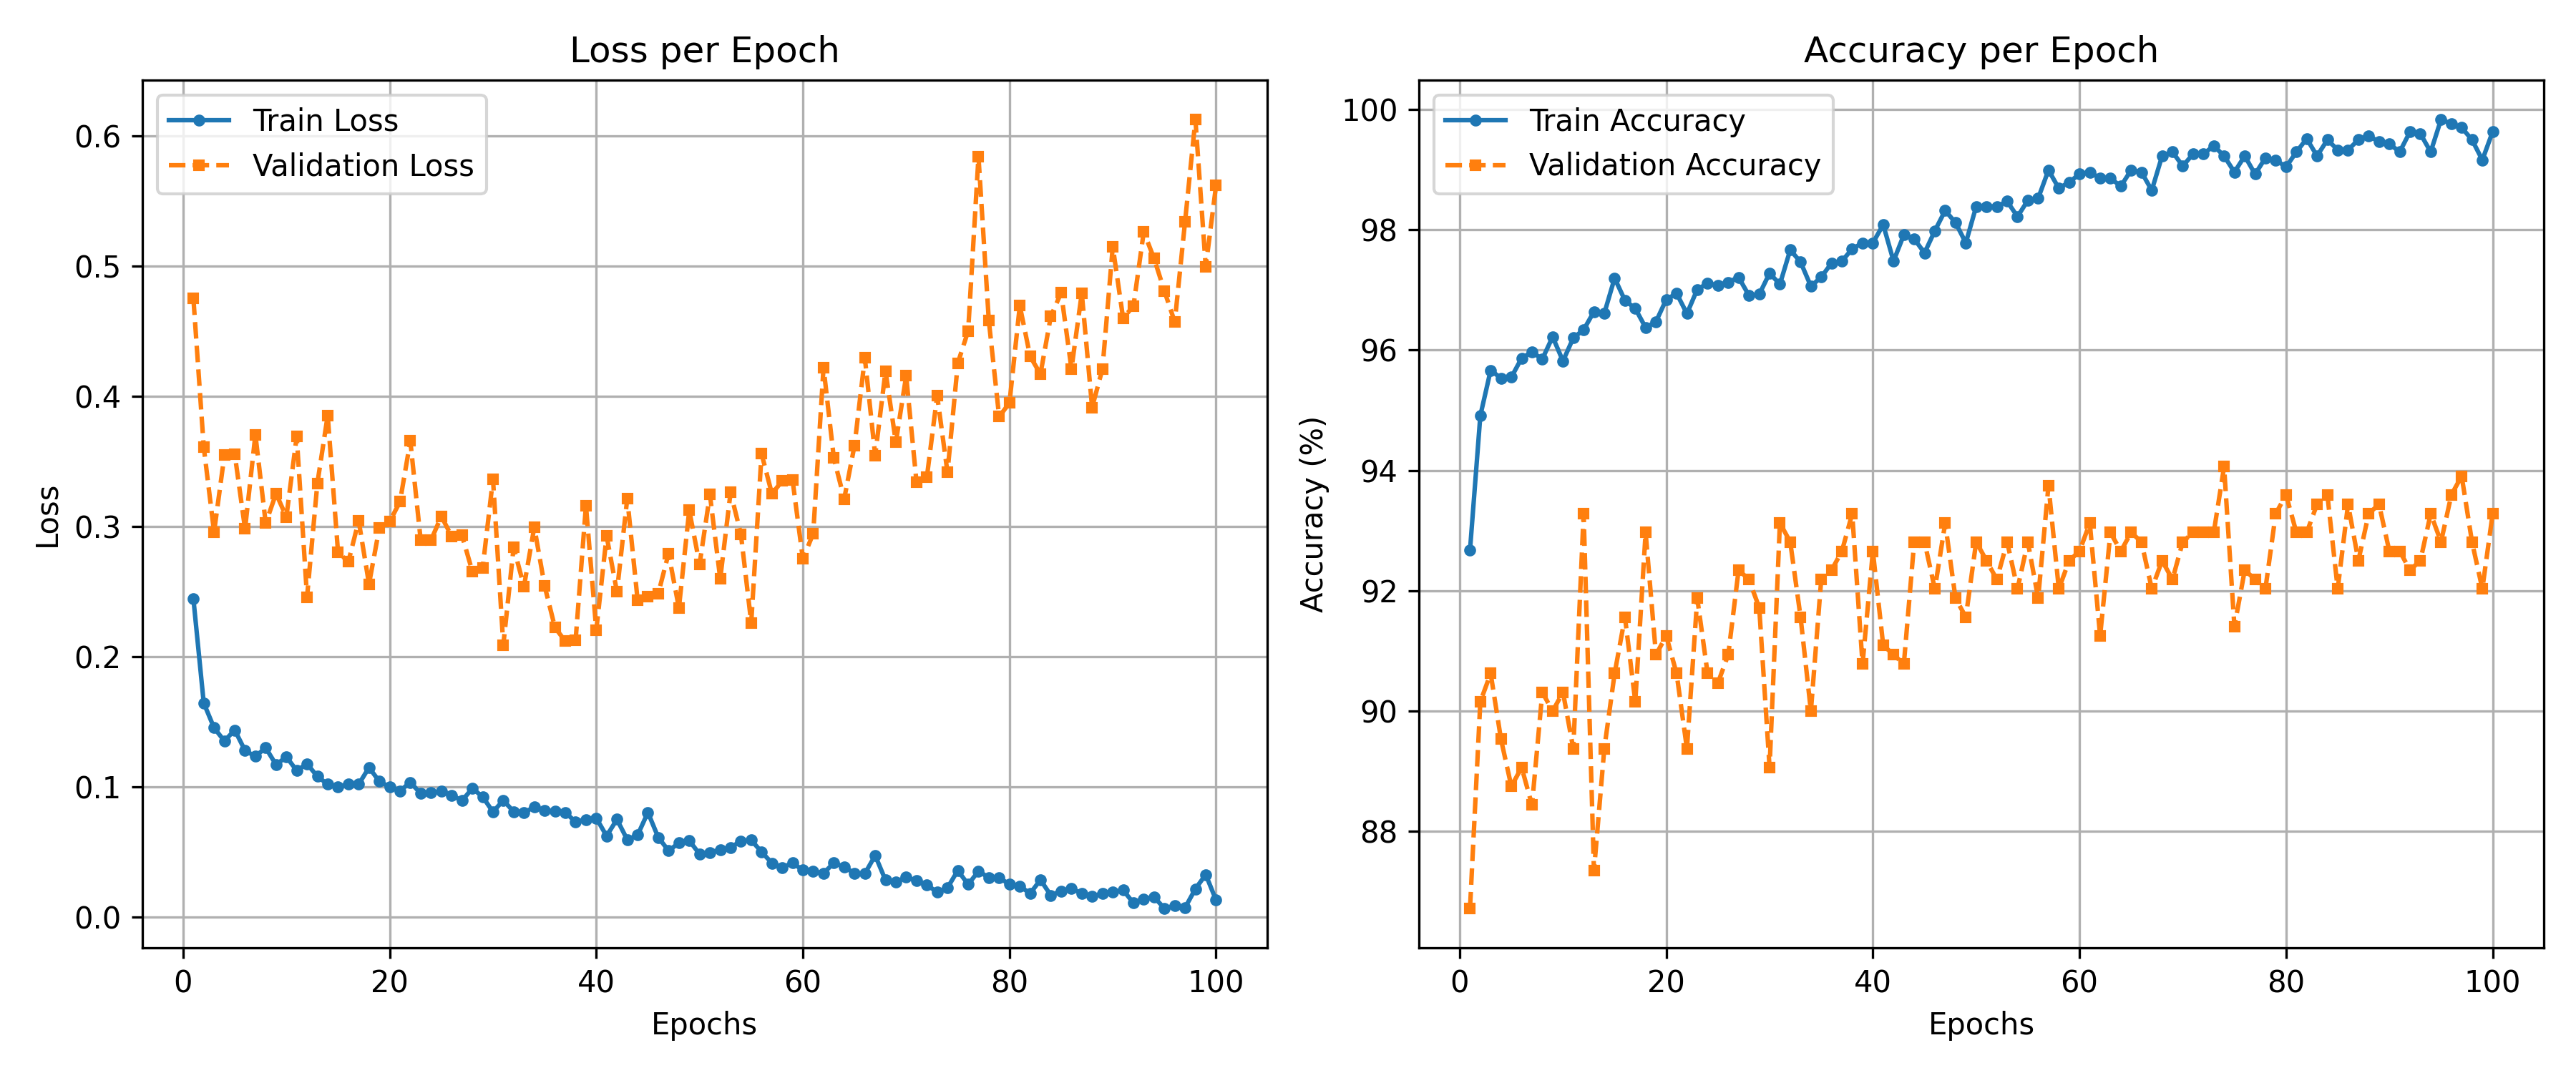 Loss per Epoch
Train Loss
Validation Loss
0.6
0.5
0.4
0.3
0.2
0.1
0.0
Loss
0 20 40 60 80 100
Epochs
Accuracy per Epoch
Train Accuracy
Validation Accuracy
100
98
96
94
92
90
88
Accuracy (%)
0 20 40 60 80 100
Epochs